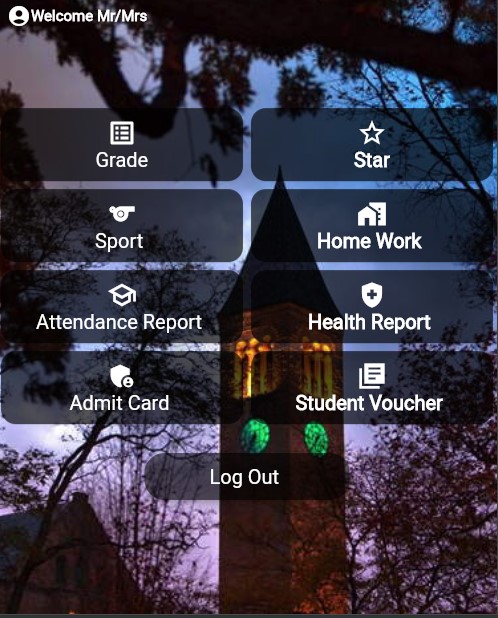 Welcome Mr/Mrs
Grade
Star
Sport
Home Work
Attendance Report
Health Report
Admit Card
Student Voucher
Log Out